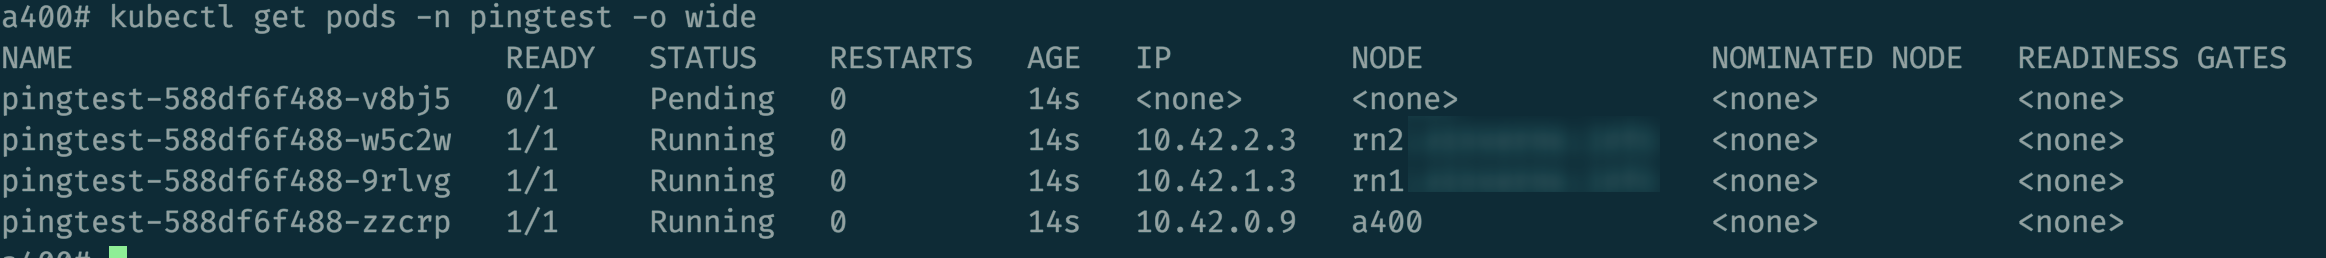 a400# kubectl get pods -n pingtest -o wide
NAME READY STATUS RESTARTS AGE IP NODE NOMINATED NODE READINESS GATES
pingtest-588df6f488-v8bj5 0/1 Pending 0 14s <none> <none> <none> <none>
pingtest-588df6f488-w5c2w 1/1 Running 0 14s 10.42.2.3 rn2 <none> <none>
pingtest-588df6f488-9rlvg 1/1 Running 0 14s 10.42.1.3 rn1 <none> <none>
pingtest-588df6f488-zzcrp 1/1 Running 0 14s 10.42.0.9 a400 <none> <none>
a400#